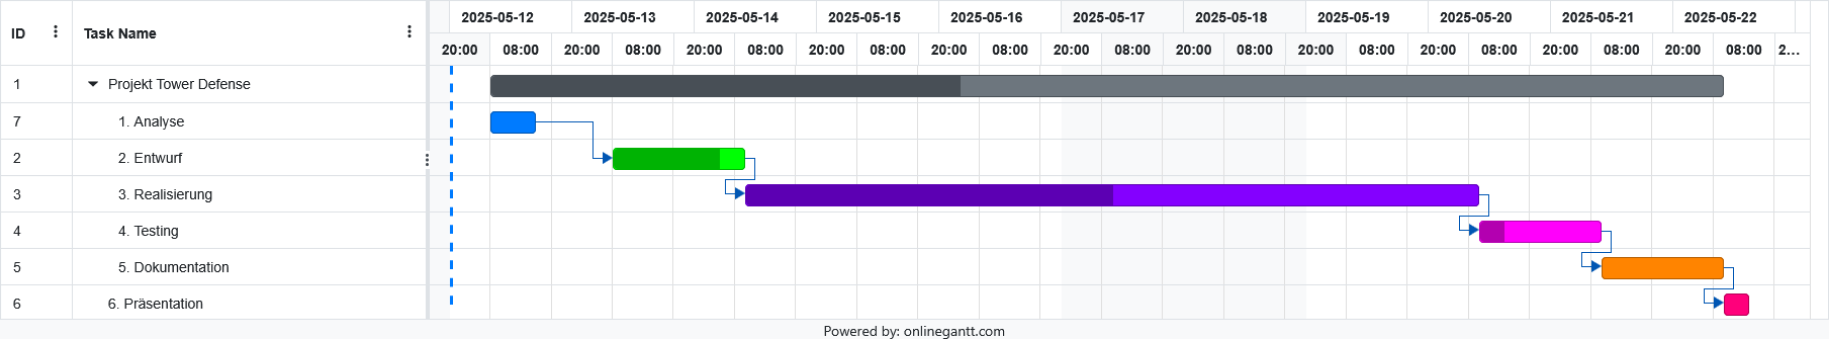 ID Task Name 2025-05-12 2025-05-13 2025-05-14 2025-05-15 2025-05-16 2025-05-17 2025-05-18 2025-05-19 2025-05-20 2025-05-21 2025-05-22
20:00 08:00 20:00 08:00 20:00 08:00 20:00 08:00 20:00 08:00 20:00 08:00 20:00 08:00 20:00 08:00 20:00 08:00 20:00 08:00 20:00 08:00 2...
1 Projekt Tower Defense
7 1. Analyse
2 2. Entwurf
3 3. Realisierung
4 4. Testing
5 5. Dokumentation
6 6. Präsentation
Powered by: onlinegantt.com